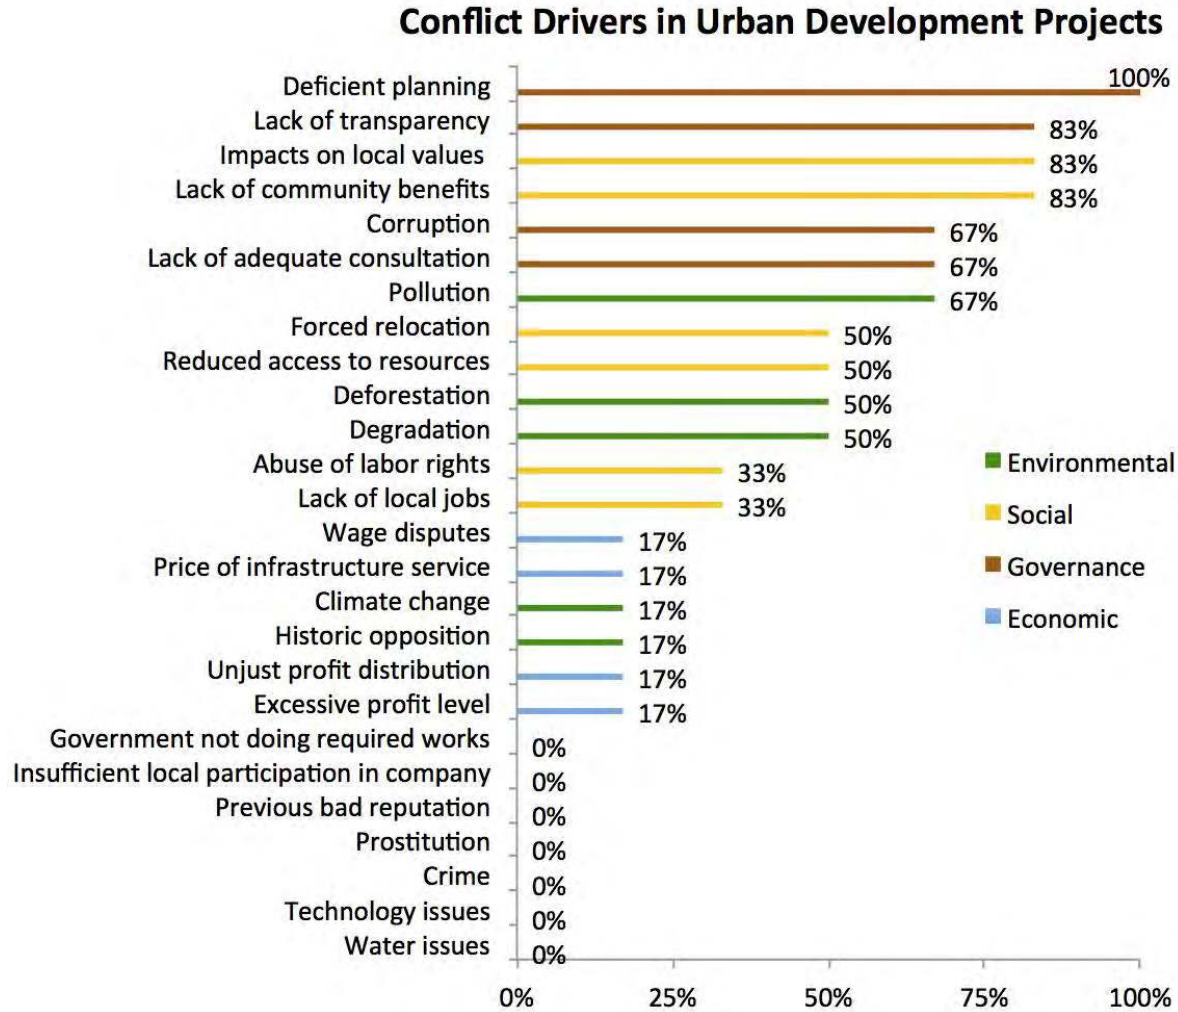 Conflict Drivers in Urban Development Projects
Deficient planning 100%
Lack of transparency 83%
Impacts on local values 83%
Lack of community benefits 83%
Corruption 67%
Lack of adequate consultation 67%
Pollution 67%
Forced relocation 50%
Reduced access to resources 50%
Deforestation 50%
Degradation 50%
Abuse of labor rights 33%
Lack of local jobs 33%
Wage disputes 17%
Price of infrastructure service 17%
Climate change 17%
Historic opposition 17%
Unjust profit distribution 17%
Excessive profit level 17%
Government not doing required works 0%
Insufficient local participation in company 0%
Previous bad reputation 0%
Prostitution 0%
Crime 0%
Technology issues 0%
Water issues 0%
0% 25% 50% 75% 100%
Environmental
Social
Governance
Economic